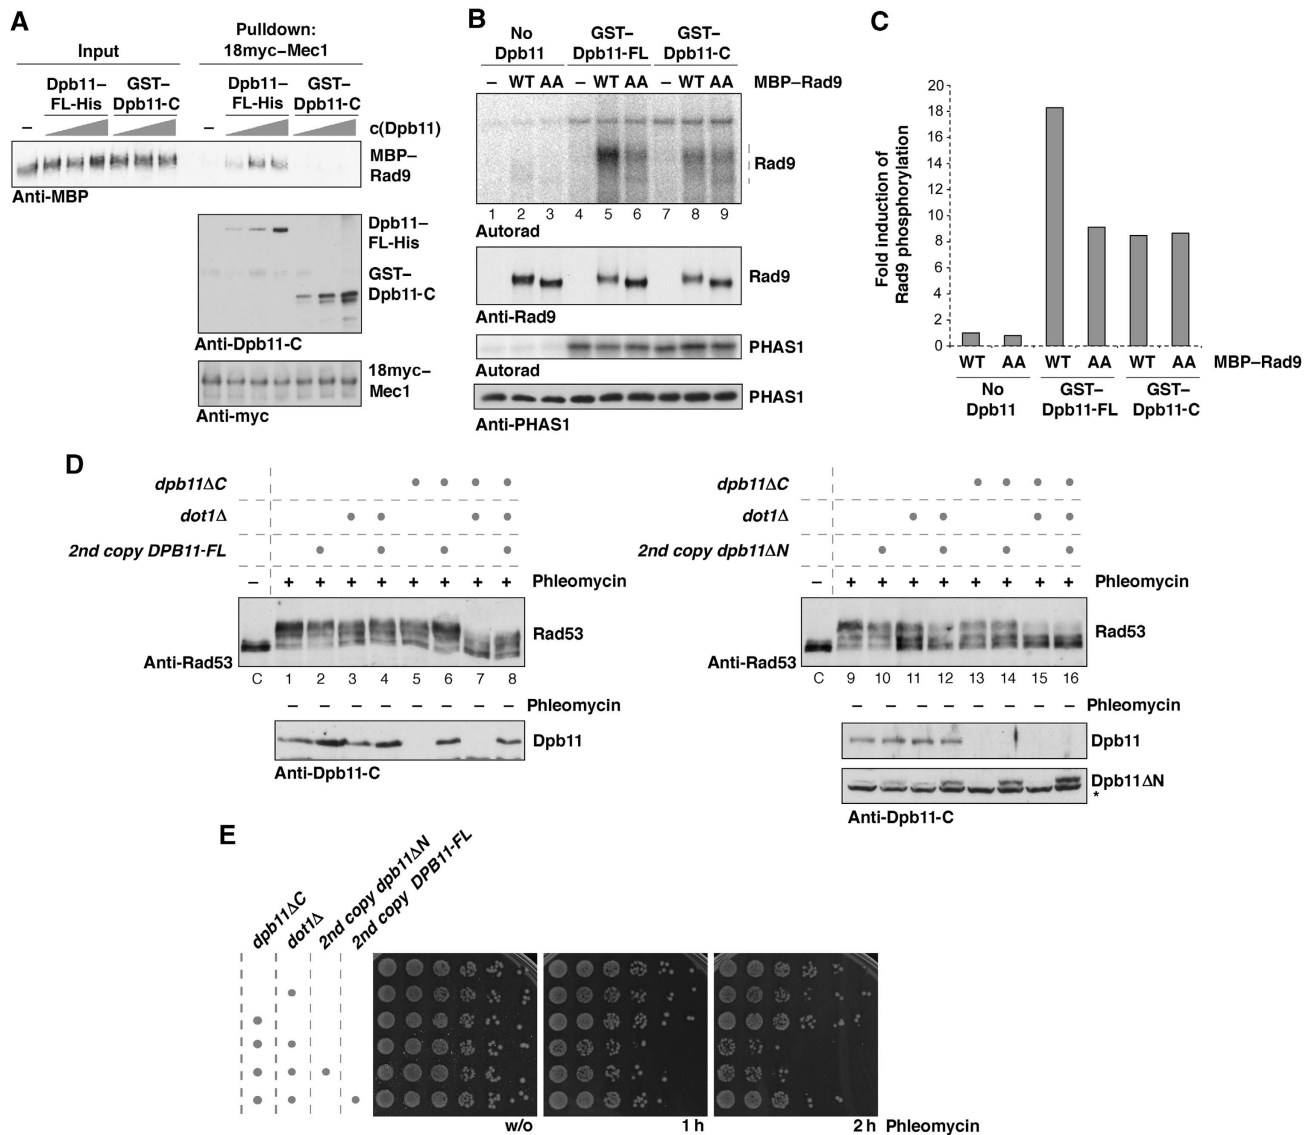 A
Input
Pulldown:
18myc–Mec1
Dpb11–
FL-His
GST–
Dpb11-C
Dpb11–
FL-His
GST–
Dpb11-C
–
–
c(Dpb11)
MBP–
Rad9
Anti-MBP
Dpb11–
FL-His
GST–
Dpb11-C
Anti-Dpb11-C
18myc–
Mec1
Anti-myc
B
No
Dpb11
GST–
Dpb11-FL
GST–
Dpb11-C
– WT AA – WT AA – WT AA MBP–Rad9
Rad9
1 2 3 4 5 6 7 8 9
Autorad
Rad9
Anti-Rad9
PHAS1
Autorad
PHAS1
Anti-PHAS1
C
Fold induction of
Rad9 phosphorylation
20
18
16
14
12
10
8
6
4
2
0
WT AA WT AA WT AA MBP–Rad9
No
Dpb11
GST–
Dpb11-FL
GST–
Dpb11-C
D
dpb11ΔC
dot1Δ
2nd copy DPB11-FL
– + + + + + + + + Phleomycin
Rad53
Anti-Rad53
C 1 2 3 4 5 6 7 8
– – – – – – – – Phleomycin
Dpb11
Anti-Dpb11-C
dpb11ΔC
dot1Δ
2nd copy dpb11ΔN
– + + + + + + + + Phleomycin
Rad53
Anti-Rad53
C 9 10 11 12 13 14 15 16
– – – – – – – – Phleomycin
Dpb11
Dpb11ΔN
*
Anti-Dpb11-C
E
dpb11ΔC
dot1Δ
2nd copy dpb11ΔN
2nd copy DPB11-FL
w/o 1 h 2 h Phleomycin